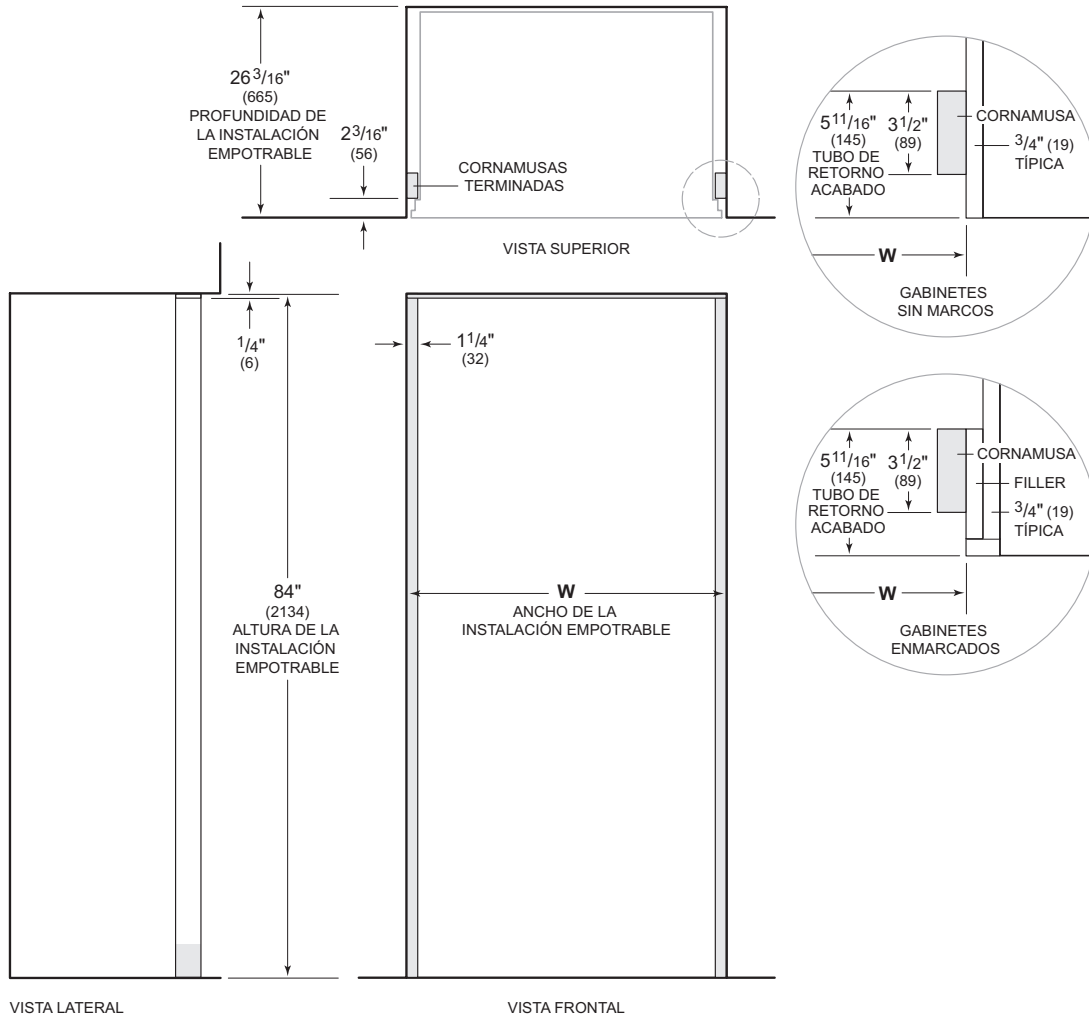 26 3/16"
(665)
PROFUNDIDAD DE
LA INSTALACIÓN
EMPOTRABLE
2 3/16"
(56)
CORNAMUSAS
TERMINADAS
VISTA SUPERIOR
5 11/16"
(145)
TUBO DE
RETORNO
ACABADO
3 1/2"
(89)
CORNAMUSA
3/4" (19)
TÍPICA
W
GABINETES
SIN MARCOS
1/4"
(6)
84"
(2134)
ALTURA DE LA
INSTALACIÓN
EMPOTRABLE
VISTA LATERAL
1 1/4"
(32)
W
ANCHO DE LA
INSTALACIÓN EMPOTRABLE
VISTA FRONTAL
5 11/16"
(145)
TUBO DE
RETORNO
ACABADO
3 1/2"
(89)
CORNAMUSA
FILLER
3/4" (19)
TÍPICA
W
GABINETES
ENMARCADOS